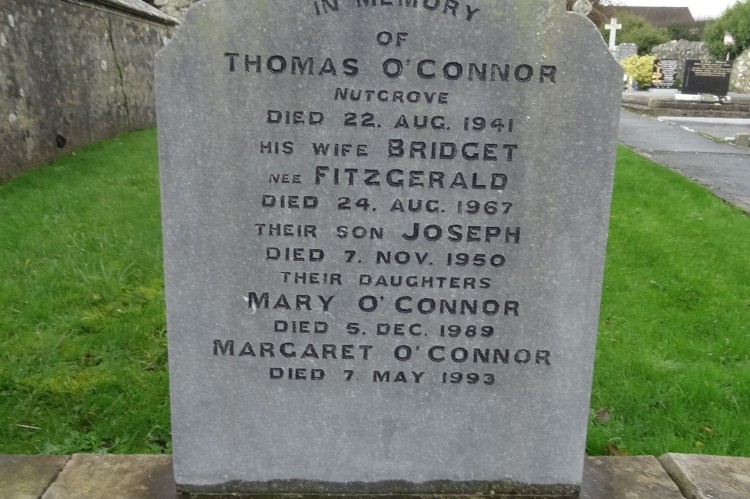 IN MEMORY
OF
THOMAS O'CONNOR
NUTGROVE
DIED 22. AUG. 1941
HIS WIFE BRIDGET
NEE FITZGERALD
DIED 24. AUG. 1967
THEIR SON JOSEPH
DIED 7. NOV. 1950
THEIR DAUGHTERS
MARY O'CONNOR
DIED 5. DEC. 1989
MARGARET O'CONNOR
DIED 7 MAY 1993